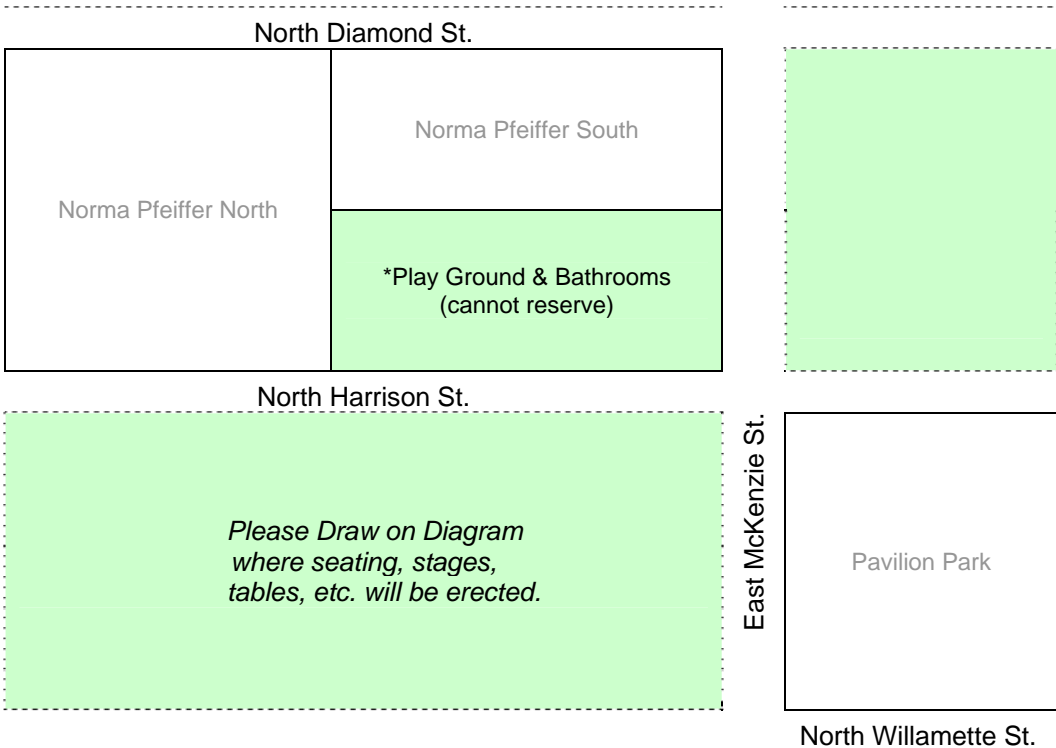 North Diamond St.
Norma Pfeiffer South
Norma Pfeiffer North
*Play Ground & Bathrooms
(cannot reserve)
North Harrison St.
Please Draw on Diagram
where seating, stages,
tables, etc. will be erected.
East McKenzie St.
Pavilion Park
North Willamette St.